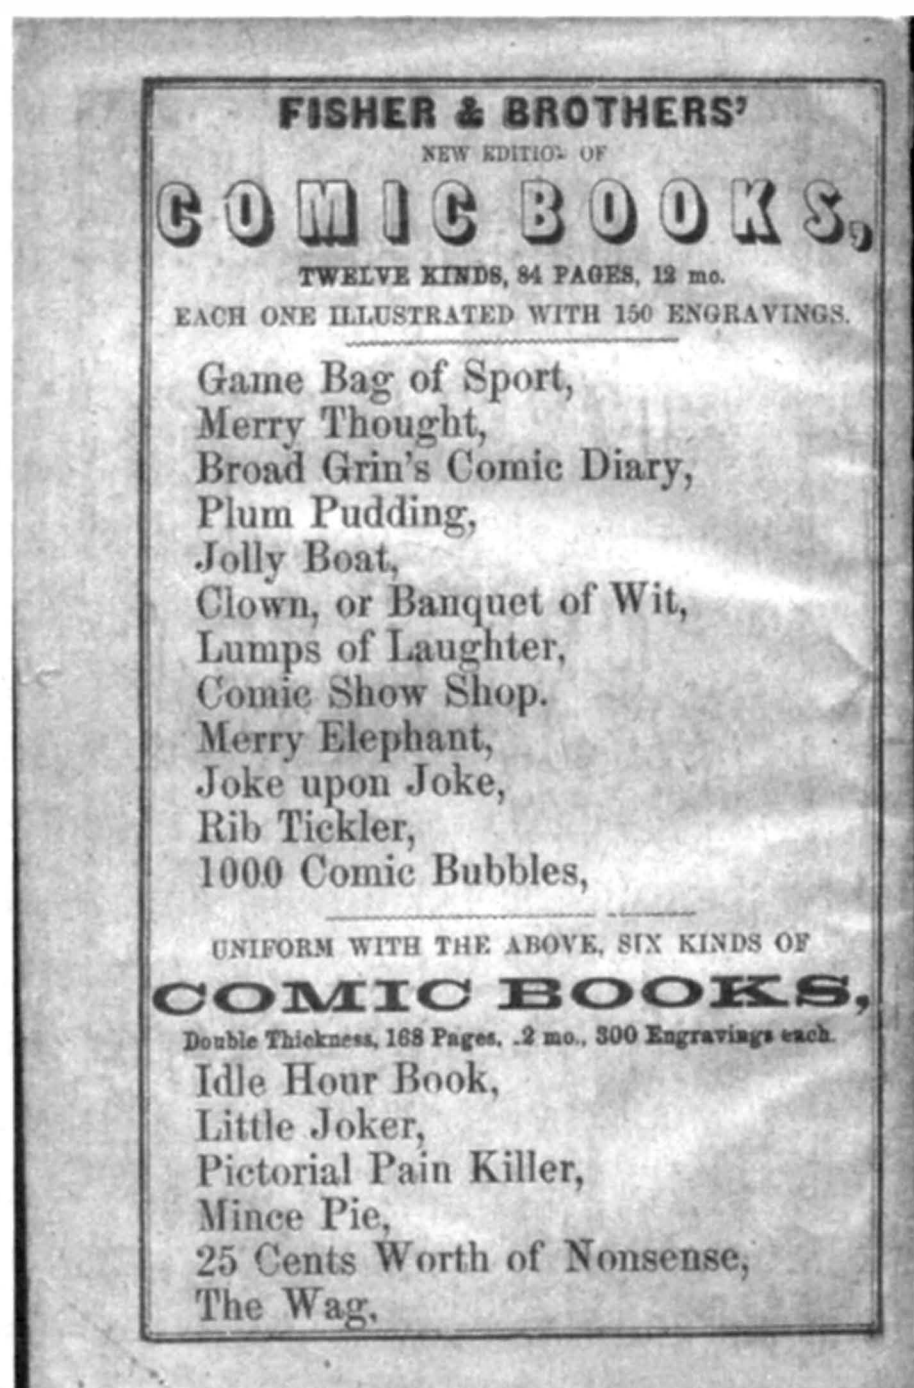 FISHER & BROTHERS'
NEW EDITION OF
COMIC BOOKS,
TWELVE KINDS, 84 PAGES, 12 mo.
EACH ONE ILLUSTRATED WITH 150 ENGRAVINGS.
Game Bag of Sport,
Merry Thought,
Broad Grin's Comic Diary,
Plum Pudding,
Jolly Boat,
Clown, or Banquet of Wit,
Lumps of Laughter,
Comic Show Shop.
Merry Elephant,
Joke upon Joke,
Rib Tickler,
1000 Comic Bubbles,
UNIFORM WITH THE ABOVE, SIX KINDS OF
COMIC BOOKS,
Double Thickness, 168 Pages, .2 mo., 300 Engravings each.
Idle Hour Book,
Little Joker,
Pictorial Pain Killer,
Mince Pie,
25 Cents Worth of Nonsense,
The Wag,